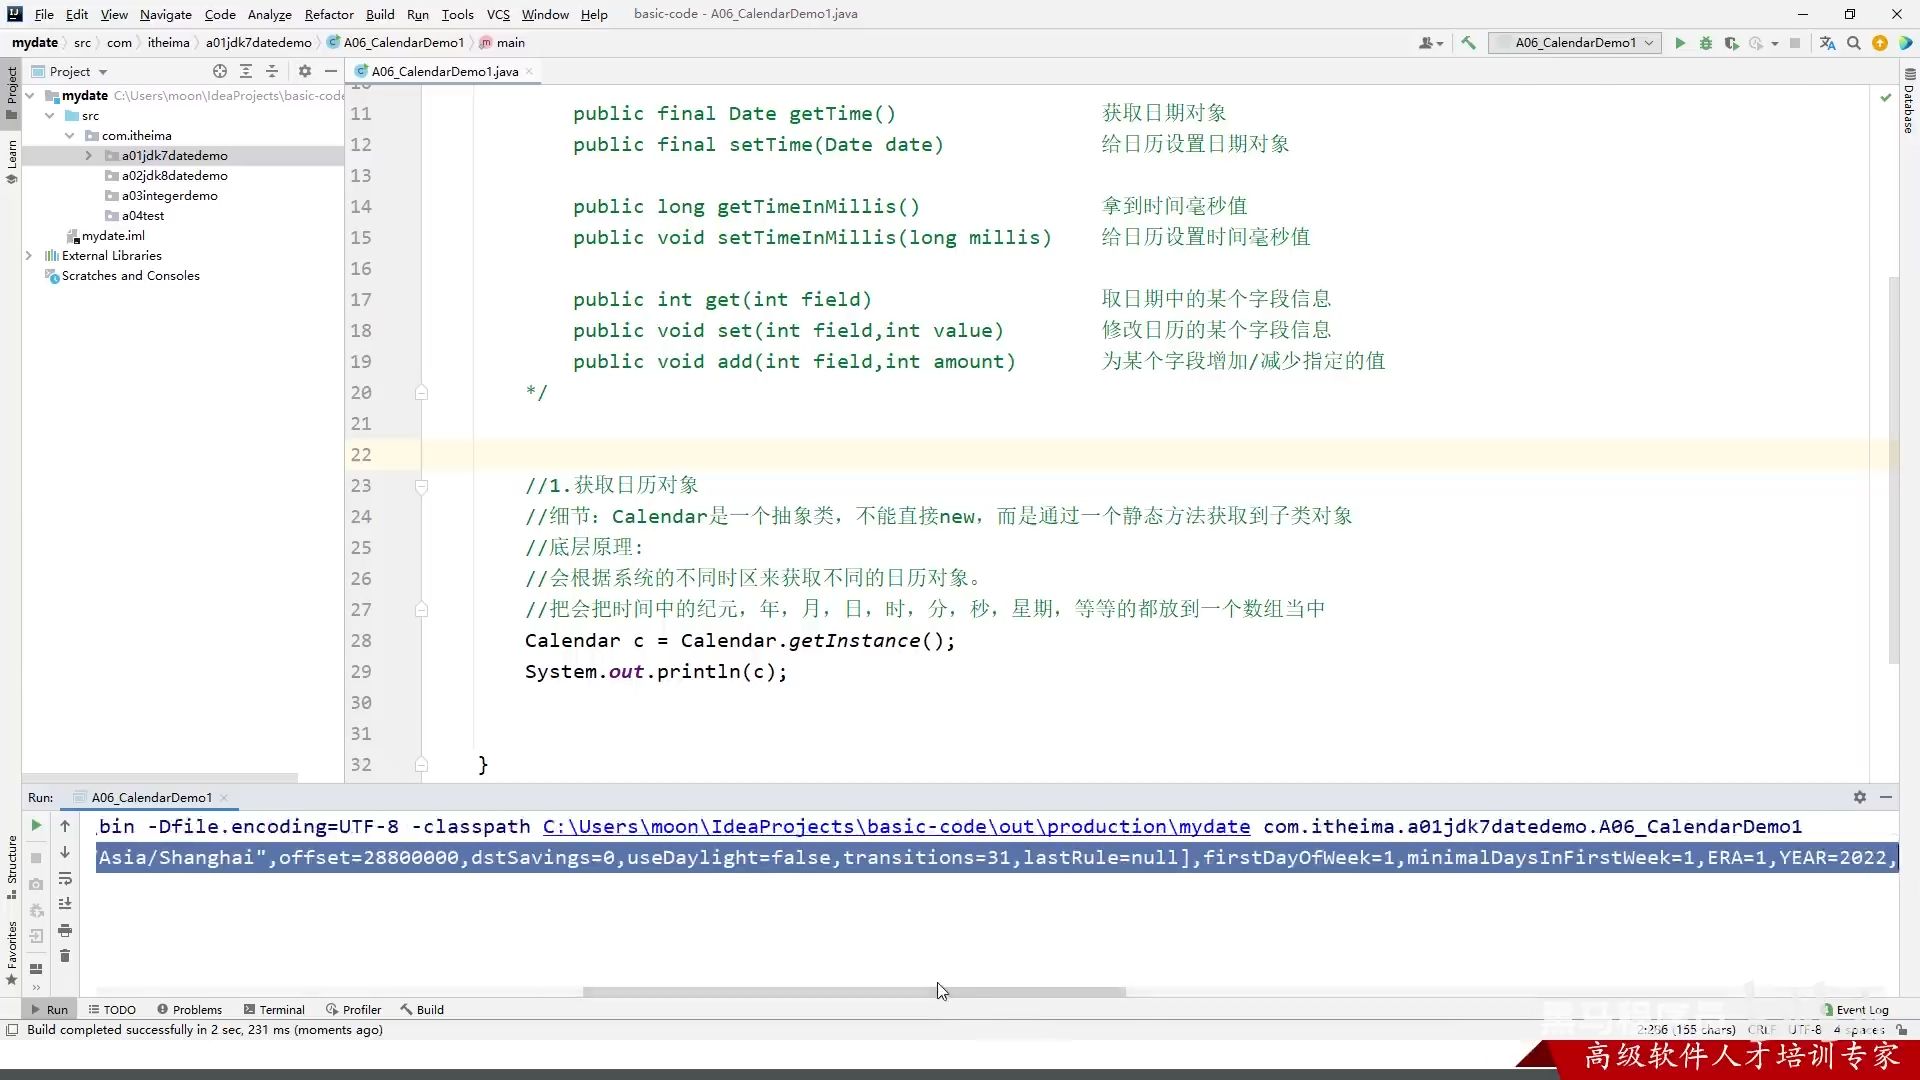 File Edit View Navigate Code Analyze Refactor Build Run Tools VCS Window Help basic-code - A06_CalendarDemo1.java
mydate src com itheima a01jdk7datedemo A06_CalendarDemo1 main
A06_CalendarDemo1
Project
A06_CalendarDemo1.java
mydate C:\Users\moon\IdeaProjects\basic-code
src
com.itheima
a01jdk7datedemo
a02jdk8datedemo
a03integerdemo
a04test
mydate.iml
External Libraries
Scratches and Consoles
Project
Learn
Structure
Favorites
Database
11 public final Date getTime() 获取日期对象
12 public final setTime(Date date) 给日历设置日期对象
13
14 public long getTimeInMillis() 拿到时间毫秒值
15 public void setTimeInMillis(long millis) 给日历设置时间毫秒值
16
17 public int get(int field) 取日期中的某个字段信息
18 public void set(int field,int value) 修改日历的某个字段信息
19 public void add(int field,int amount) 为某个字段增加/减少指定的值
20 */
21
22
23 //1.获取日历对象
24 //细节：Calendar是一个抽象类，不能直接new，而是通过一个静态方法获取到子类对象
25 //底层原理：
26 //会根据系统的不同时区来获取不同的日历对象。
27 //把会把时间中的纪元，年，月，日，时，分，秒，星期，等等的都放到一个数组当中
28 Calendar c = Calendar.getInstance();
29 System.out.println(c);
30
31
32 }
Run: A06_CalendarDemo1
bin -Dfile.encoding=UTF-8 -classpath C:\Users\moon\IdeaProjects\basic-code\out\production\mydate com.itheima.a01jdk7datedemo.A06_CalendarDemo1
Asia/Shanghai",offset=28800000,dstSavings=0,useDaylight=false,transitions=31,lastRule=null],firstDayOfWeek=1,minimalDaysInFirstWeek=1,ERA=1,YEAR=2022,
Run TODO Problems Terminal Profiler Build Event Log
Build completed successfully in 2 sec, 231 ms (moments ago) 2:256 (155 chars) CRLF UTF-8 4 spaces
高级软件人才培训专家